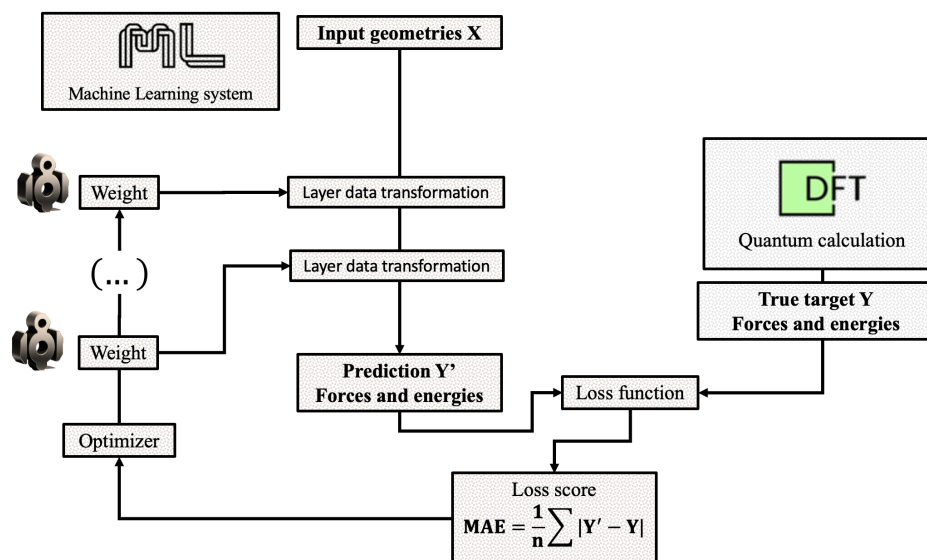 ML
Machine Learning system
Input geometries X
Weight
Layer data transformation
(...)
Layer data transformation
Weight
DFT
Quantum calculation
True target Y
Forces and energies
Prediction Y’
Forces and energies
Loss function
Optimizer
Loss score
MAE = 1/n ∑ |Y′ − Y|